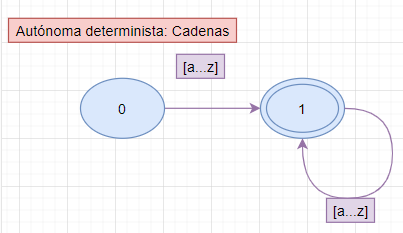 Autónoma determinista: Cadenas
[a...z]
0
1
[a...z]